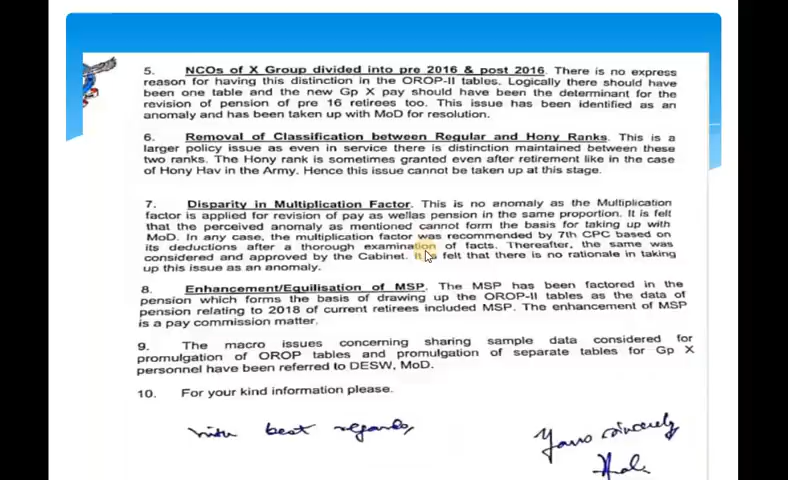 5. NCOs of X Group divided into pre 2016 & post 2016. There is no express
reason for having this distinction in the OROP-II tables. Logically there should have
been one table and the new Gp X pay should have been the determinant for the
revision of pension of pre 16 retirees too. This issue has been identified as an
anomaly and has been taken up with MoD for resolution.
6. Removal of Classification between Regular and Hony Ranks. This is a
larger policy issue as even in service there is distinction maintained between these
two ranks. The Hony rank is sometimes granted even after retirement like in the case
of Hony Hav in the Army. Hence this issue cannot be taken up at this stage.
7. Disparity in Multiplication Factor. This is no anomaly as the Multiplication
factor is applied for revision of pay as wellas pension in the same proportion. It is felt
that the perceived anomaly as mentioned cannot form the basis for taking up with
MoD. In any case, the multiplication factor was recommended by 7th CPC based on
its deductions after a thorough examination of facts. Thereafter, the same was
considered and approved by the Cabinet. It is felt that there is no rationale in taking
up this issue as an anomaly.
8. Enhancement/Equilisation of MSP. The MSP has been factored in the
pension which forms the basis of drawing up the OROP-II tables as the data of
pension relating to 2018 of current retirees included MSP. The enhancement of MSP
is a pay commission matter.
9. The macro issues concerning sharing sample data considered for
promulgation of OROP tables and promulgation of separate tables for Gp X
personnel have been referred to DESW, MoD.
10. For your kind information please.
with best regards,
Yours sincerely